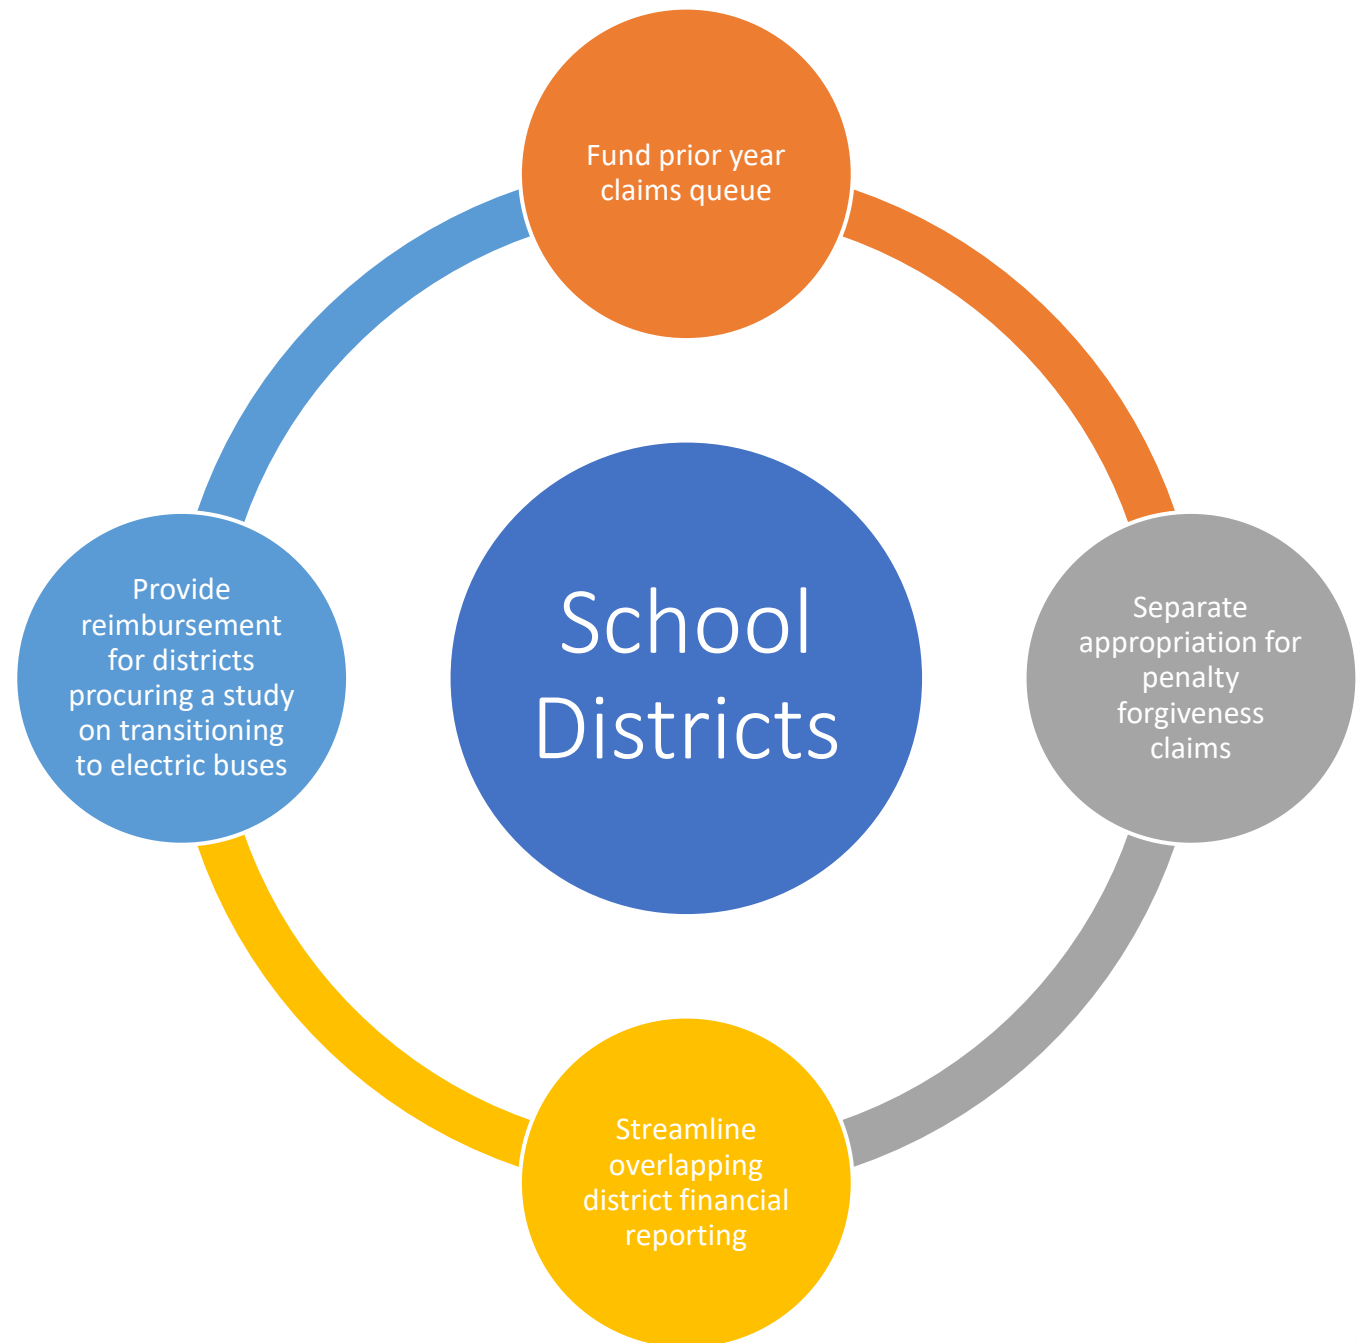 Fund prior year
claims queue
Separate
appropriation for
penalty
forgiveness
claims
Streamline
overlapping
district financial
reporting
Provide
reimbursement
for districts
procuring a study
on transitioning
to electric buses
School
Districts